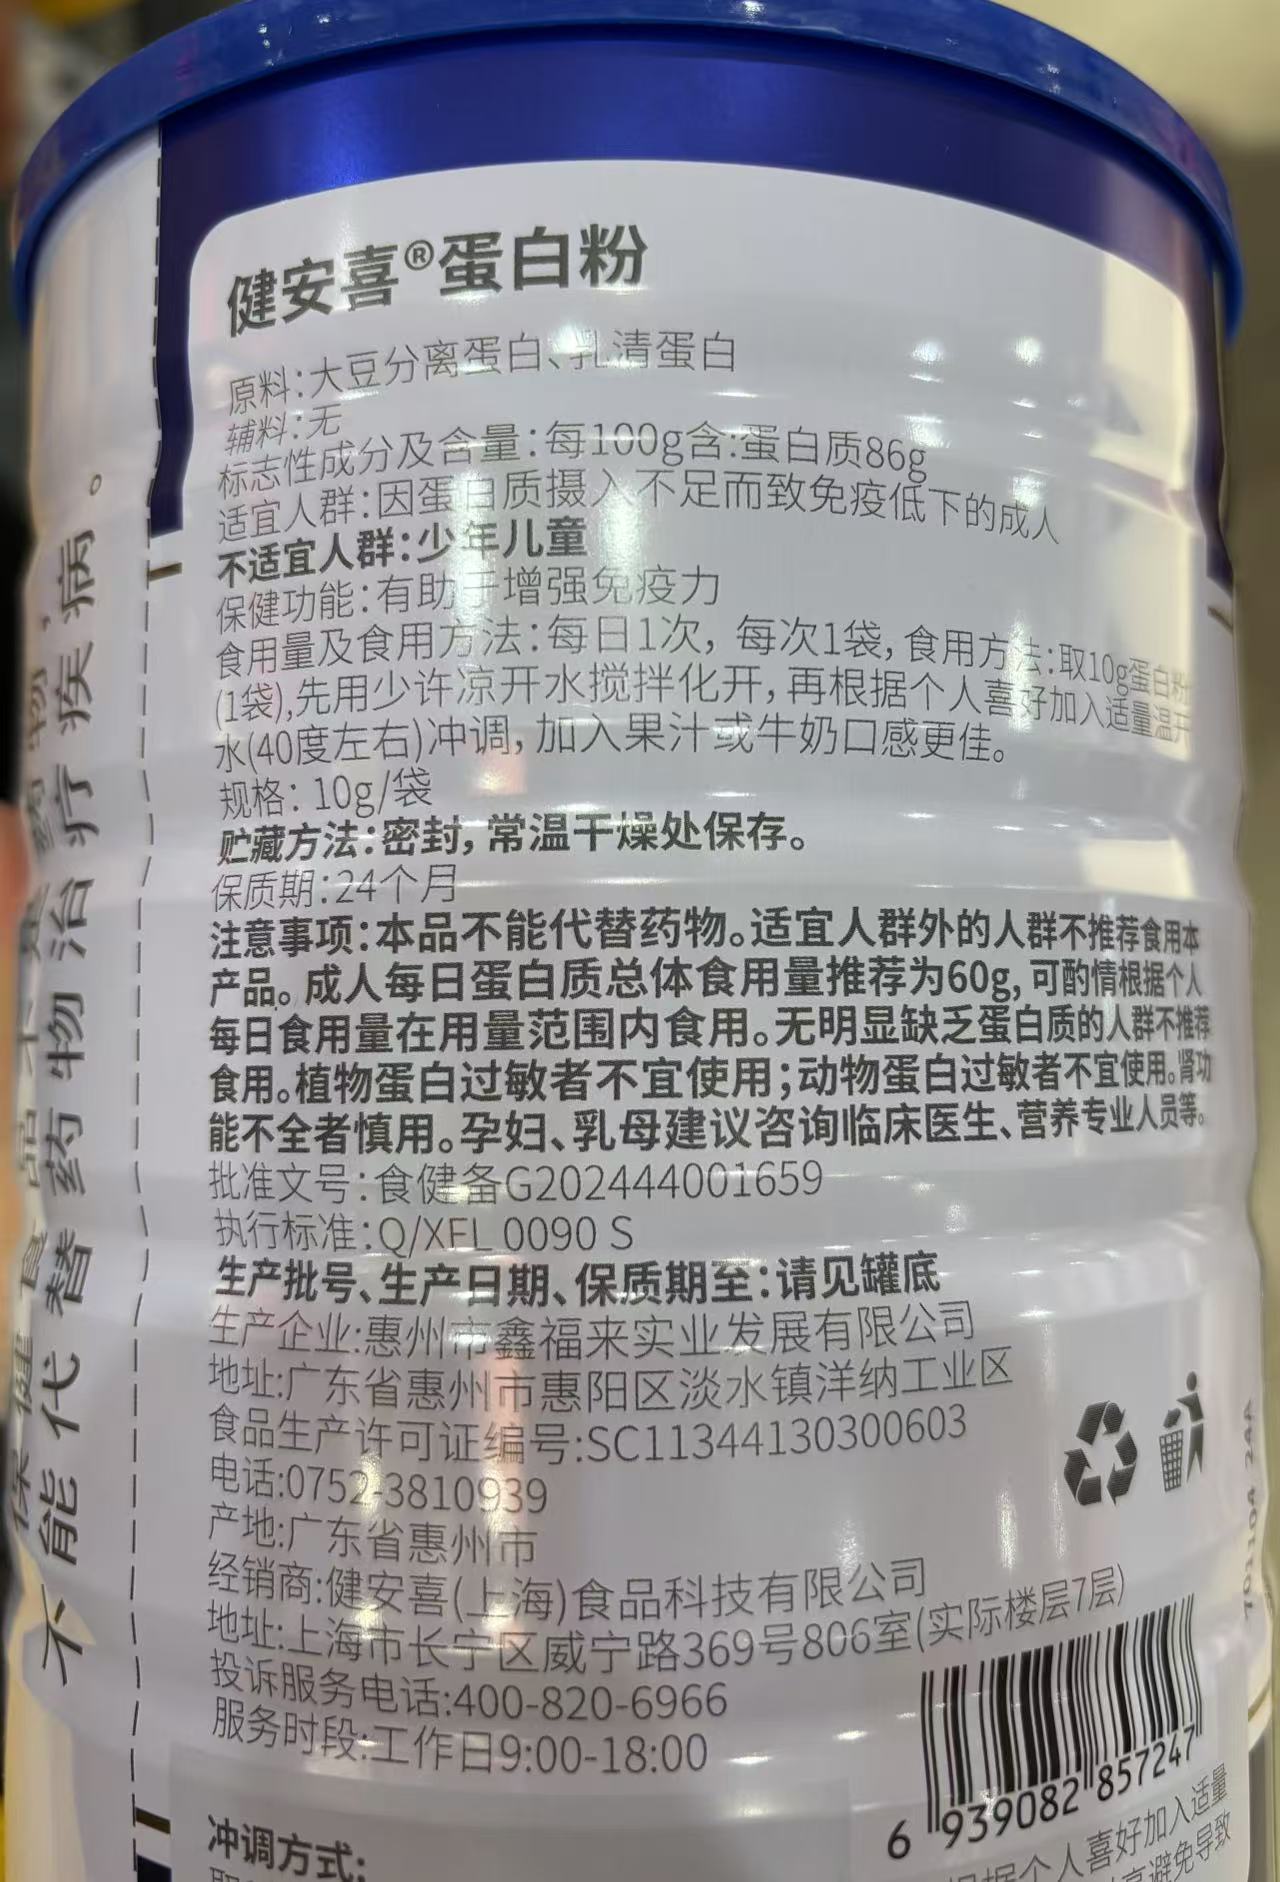 健安喜®蛋白粉
原料:大豆分离蛋白、乳清蛋白
辅料:无
标志性成分及含量:每100g含:蛋白质86g
适宜人群:因蛋白质摄入不足而致免疫低下的成人
不适宜人群:少年儿童
保健功能:有助于增强免疫力
食用量及食用方法:每日1次,每次1袋,食用方法:取10g蛋白粉
(1袋),先用少许凉开水搅拌化开,再根据个人喜好加入适量温开
水(40度左右)冲调,加入果汁或牛奶口感更佳。
规格:10g/袋
贮藏方法:密封,常温干燥处保存。
保质期:24个月
注意事项:本品不能代替药物。适宜人群外的人群不推荐食用本
产品。成人每日蛋白质总体食用量推荐为60g,可酌情根据个人
每日食用量在用量范围内食用。无明显缺乏蛋白质的人群不推荐
食用。植物蛋白过敏者不宜使用;动物蛋白过敏者不宜使用。肾功
能不全者慎用。孕妇、乳母建议咨询临床医生、营养专业人员等。
批准文号:食健备G202444001659
执行标准:Q/XFL 0090 S
生产批号、生产日期、保质期至:请见罐底
生产企业:惠州市鑫福来实业发展有限公司
地址:广东省惠州市惠阳区淡水镇洋纳工业区
食品生产许可证编号:SC11344130300603
电话:0752-3810939
产地:广东省惠州市
经销商:健安喜(上海)食品科技有限公司
地址:上海市长宁区威宁路369号806室(实际楼层7层)
投诉服务电话:400-820-6966
服务时段:工作日9:00-18:00
6 939082 857247
冲调方式:
根据个人喜好加入适量
避免导致
保健食品不是药物,
不能代替药物治疗疾病。